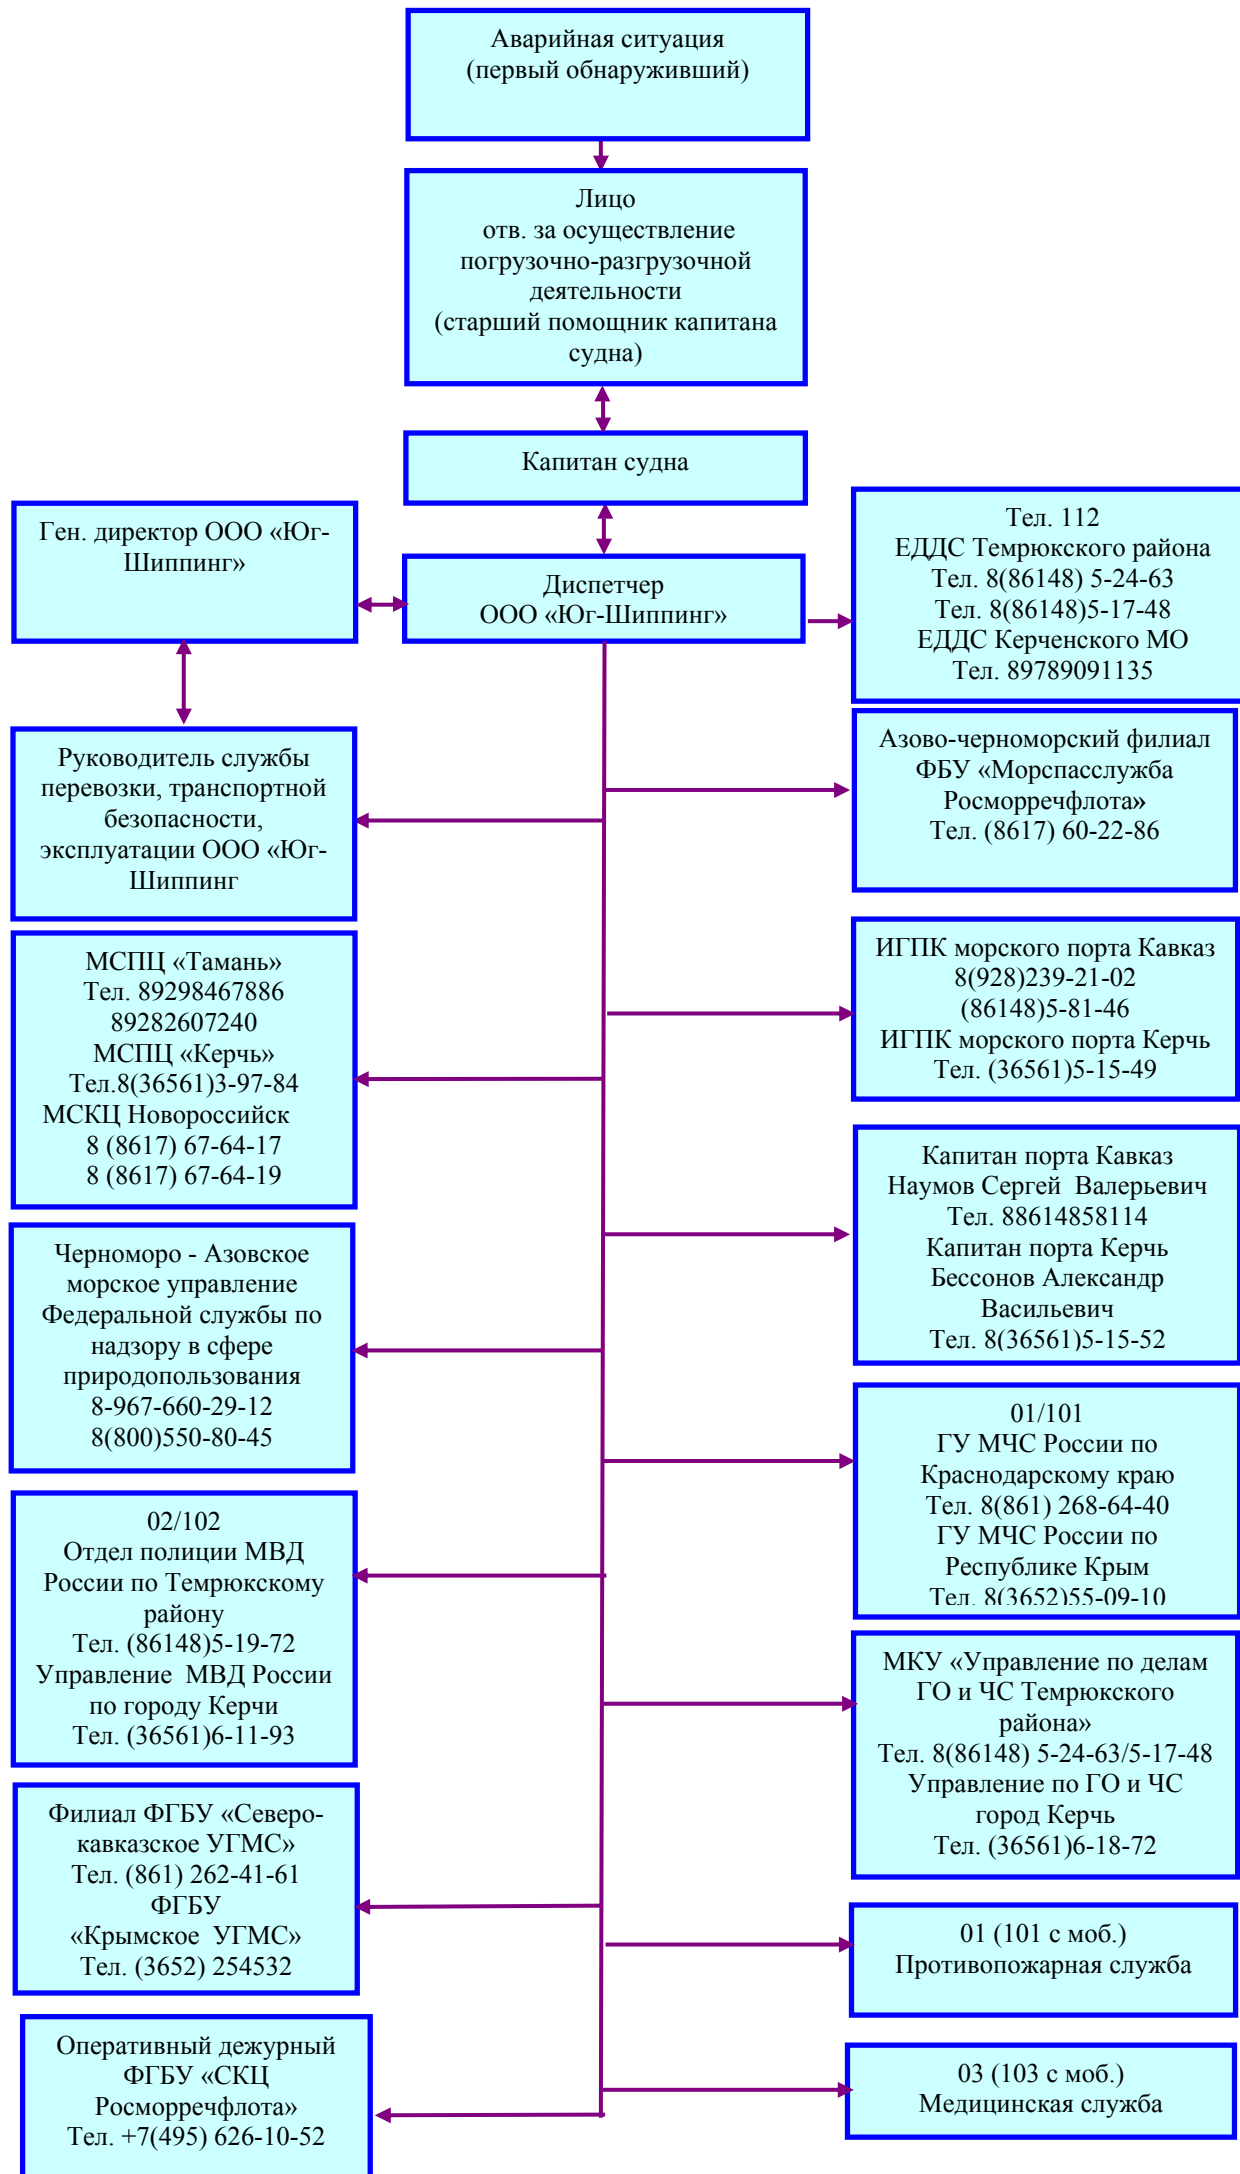 Аварийная ситуация
(первый обнаруживший)
Лицо
отв. за осуществление
погрузочно-разгрузочной
деятельности
(старший помощник капитана
судна)
Капитан судна
Ген. директор ООО «Юг-
Шиппинг»
Диспетчер
ООО «Юг-Шиппинг»
Тел. 112
ЕДДС Темрюкского района
Тел. 8(86148) 5-24-63
Тел. 8(86148)5-17-48
ЕДДС Керченского МО
Тел. 89789091135
Руководитель службы
перевозки, транспортной
безопасности,
эксплуатации ООО «Юг-
Шиппинг
Азово-черноморский филиал
ФБУ «Морспасслужба
Росморречфлота»
Тел. (8617) 60-22-86
МСПЦ «Тамань»
Тел. 89298467886
89282607240
МСПЦ «Керчь»
Тел.8(36561)3-97-84
МСКЦ Новороссийск
8 (8617) 67-64-17
8 (8617) 67-64-19
ИГПК морского порта Кавказ
8(928)239-21-02
(86148)5-81-46
ИГПК морского порта Керчь
Тел. (36561)5-15-49
Капитан порта Кавказ
Наумов Сергей Валерьевич
Тел. 88614858114
Капитан порта Керчь
Бессонов Александр
Васильевич
Тел. 8(36561)5-15-52
Черноморо - Азовское
морское управление
Федеральной службы по
надзору в сфере
природопользования
8-967-660-29-12
8(800)550-80-45
01/101
ГУ МЧС России по
Краснодарскому краю
Тел. 8(861) 268-64-40
ГУ МЧС России по
Республике Крым
Тел. 8(3652)55-09-10
02/102
Отдел полиции МВД
России по Темрюкскому
району
Тел. (86148)5-19-72
Управление МВД России
по городу Керчи
Тел. (36561)6-11-93
МКУ «Управление по делам
ГО и ЧС Темрюкского
района»
Тел. 8(86148) 5-24-63/5-17-48
Управление по ГО и ЧС
город Керчь
Тел. (36561)6-18-72
Филиал ФГБУ «Северо-
кавказское УГМС»
Тел. (861) 262-41-61
ФГБУ
«Крымское УГМС»
Тел. (3652) 254532
01 (101 с моб.)
Противопожарная служба
Оперативный дежурный
ФГБУ «СКЦ
Росморречфлота»
Тел. +7(495) 626-10-52
03 (103 с моб.)
Медицинская служба